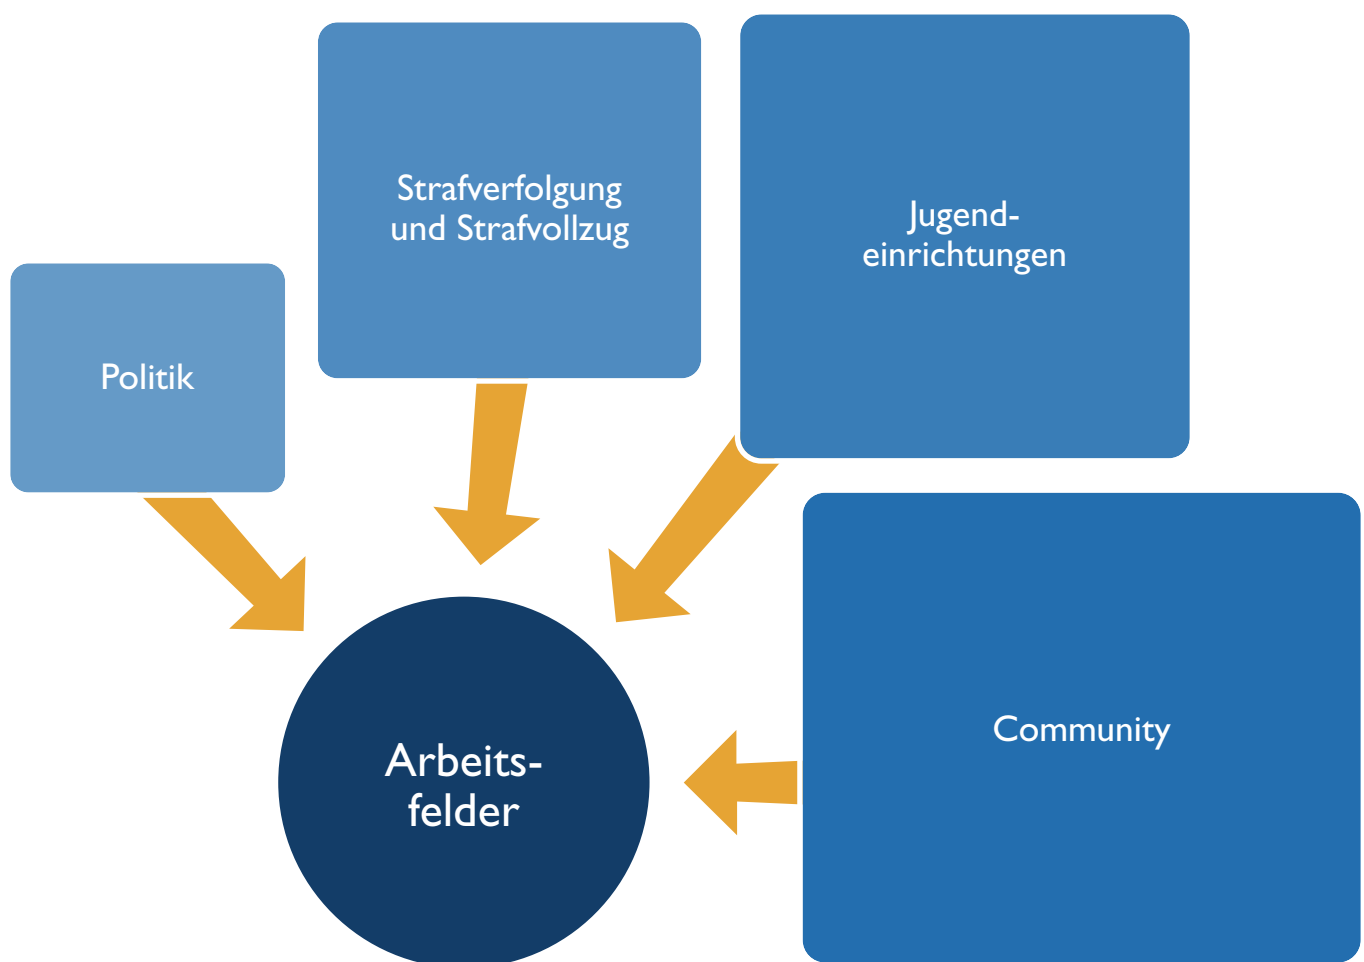 Strafverfolgung
und Strafvollzug
Jugend-
einrichtungen
Politik
Community
Arbeits-
felder